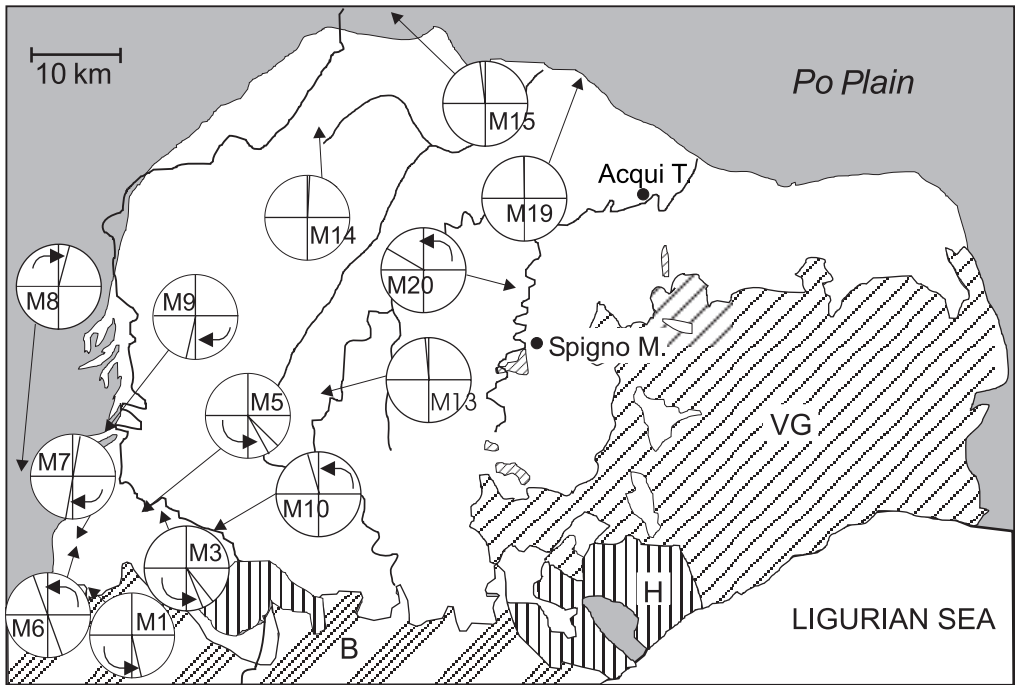 10 km
Po Plain
M15
Acqui T.
M19
M14
M20
M8
M9
Spigno M.
M13
M5
VG
M7
M10
M3
H
M6
M1
B
LIGURIAN SEA